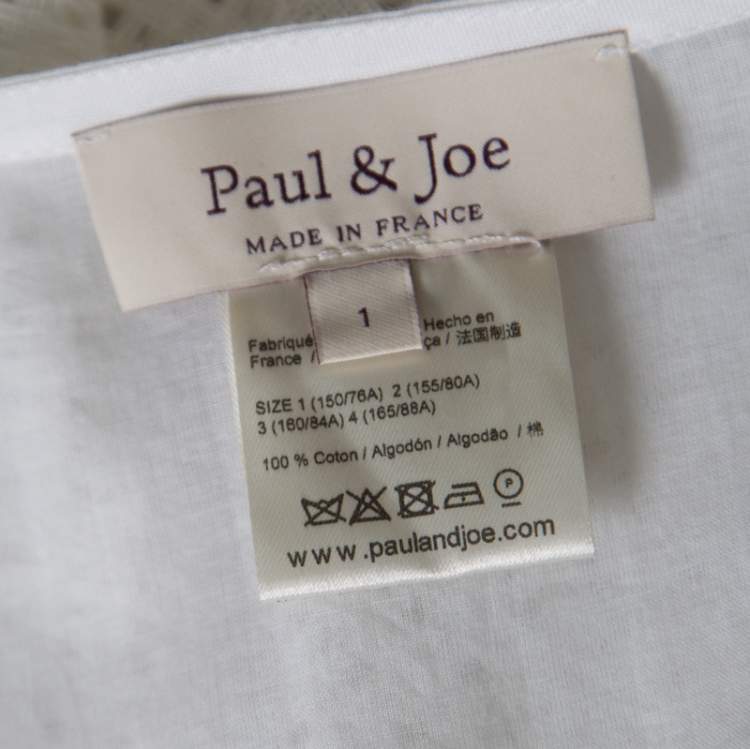 Paul & Joe
MADE IN FRANCE
1
Fabriqué Hecho en
France / ça / 法国制造
SIZE 1 (150/76A) 2 (155/80A)
3 (160/84A) 4 (165/88A)
100 % Coton / Algodón / Algodão / 棉
P
www.paulandjoe.com